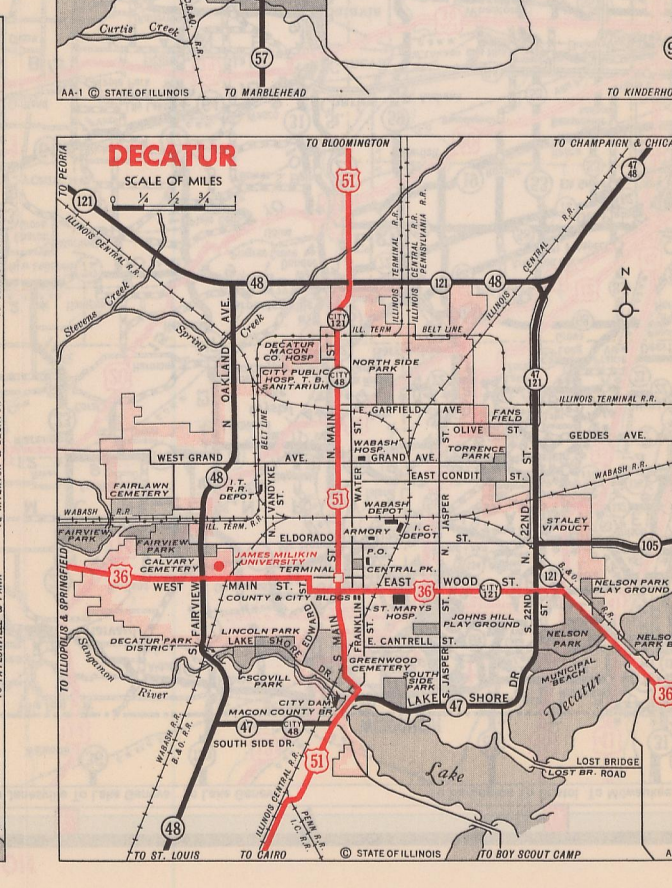 Curtis Creek
C.B.&Q. R.R.
57
AA-1 © STATE OF ILLINOIS
TO MARBLEHEAD
TO KINDERHO
DECATUR
SCALE OF MILES
1/4 1/2 3/4 1
TO PEORIA
TO BLOOMINGTON
TO CHAMPAIGN & CHICA
121
51
47
48
ILLINOIS CENTRAL R.R.
ILLINOIS TERMINAL R.R.
ILLINOIS CENTRAL R.R.
PENNSYLVANIA R.R.
ILLINOIS CENTRAL R.R.
N
48
121
48
Stevens Creek
Spring Creek
N OAKLAND AVE.
CITY 121
ILL. TERM. BELT LINE
DECATUR
MACON
CO. HOSP
CITY PUBLIC
HOSP. T. B.
SANITARIUM
CITY 48
NORTH SIDE
PARK
47
121
ILLINOIS TERMINAL R.R.
BELT LINE
N. MAIN ST.
E. GARFIELD AVE
FANS
FIELD
OLIVE ST.
GEDDES AVE.
WABASH
HOSP.
TORRENCE
PARK
WEST GRAND AVE.
GRAND AVE.
WABASH R.R.
48
I.T.
R.R.
DEPOT
N. VANDYKE ST.
WATER ST.
EAST CONDIT ST.
FAIRLAWN
CEMETERY
51
WABASH
DEPOT
N. JASPER ST.
N. 22ND ST.
WABASH R.R.
ILL. TERM. R.R.
FAIRVIEW
PARK
FAIRVIEW
PARK
ELDORADO ST.
ARMORY
I.C.
DEPOT
STALEY
VIADUCT
105
CALVARY
CEMETERY
JAMES MILIKIN
UNIVERSITY
TERMINAL
P.O.
CENTRAL PK.
36
WEST MAIN ST.
EAST
36
WOOD ST.
CITY 121
121
B.&O. R.R.
NELSON PARK
PLAY GROUND
COUNTY & CITY BLDGS
ST. MARYS
HOSP.
JOHNS HILL
PLAY GROUND
S. 22ND ST.
NELSON
PARK
NELSO
PARK
TO ILLIOPOLIS & SPRINGFIELD
S. FAIRVIEW
DECATUR PARK
DISTRICT
LINCOLN PARK
LAKE SHORE DR.
EDWARD ST.
S. MAIN
FRANKLIN ST.
E. CANTRELL ST.
GREENWOOD
CEMETERY
S. JASPER
MUNICIPAL
BEACH
Sangamon River
SCOVILL
PARK
SOUTH
SIDE
PARK
LAKE
47
SHORE DR
36
CITY DAM
MACON COUNTY BR.
47
CITY 48
SOUTH SIDE DR.
WABASH R.R.
B.&O. R.R.
51
Lake Decatur
LOST BRIDGE
LOST BR. ROAD
ILLINOIS CENTRAL R.R.
PENN R.R.
I.C. R.R.
48
TO ST. LOUIS
TO CAIRO
© STATE OF ILLINOIS
TO BOY SCOUT CAMP
A